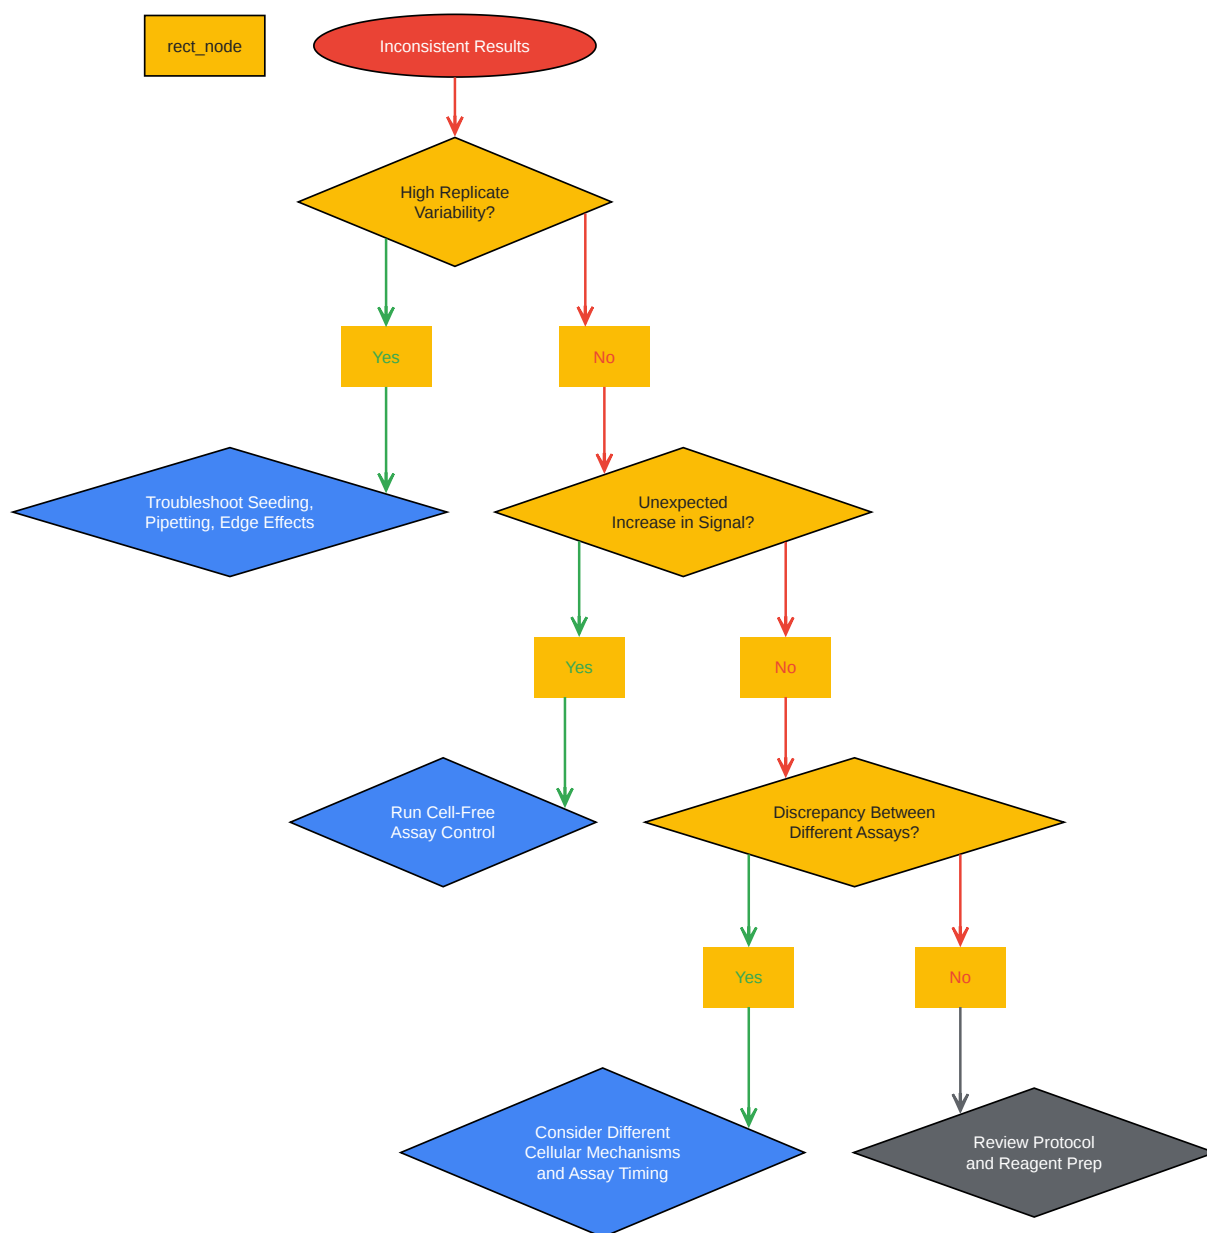 rect_node
Inconsistent Results
High Replicate
Variability?
Yes
No
Troubleshoot Seeding,
Pipetting, Edge Effects
Unexpected
Increase in Signal?
Yes
No
Run Cell-Free
Assay Control
Discrepancy Between
Different Assays?
Yes
No
Consider Different
Cellular Mechanisms
and Assay Timing
Review Protocol
and Reagent Prep